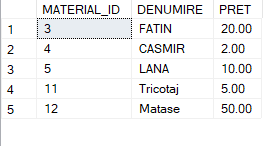 MATERIAL_ID DENUMIRE PRET
1 3 FATIN 20.00
2 4 CASMIR 2.00
3 5 LANA 10.00
4 11 Tricotaj 5.00
5 12 Matase 50.00